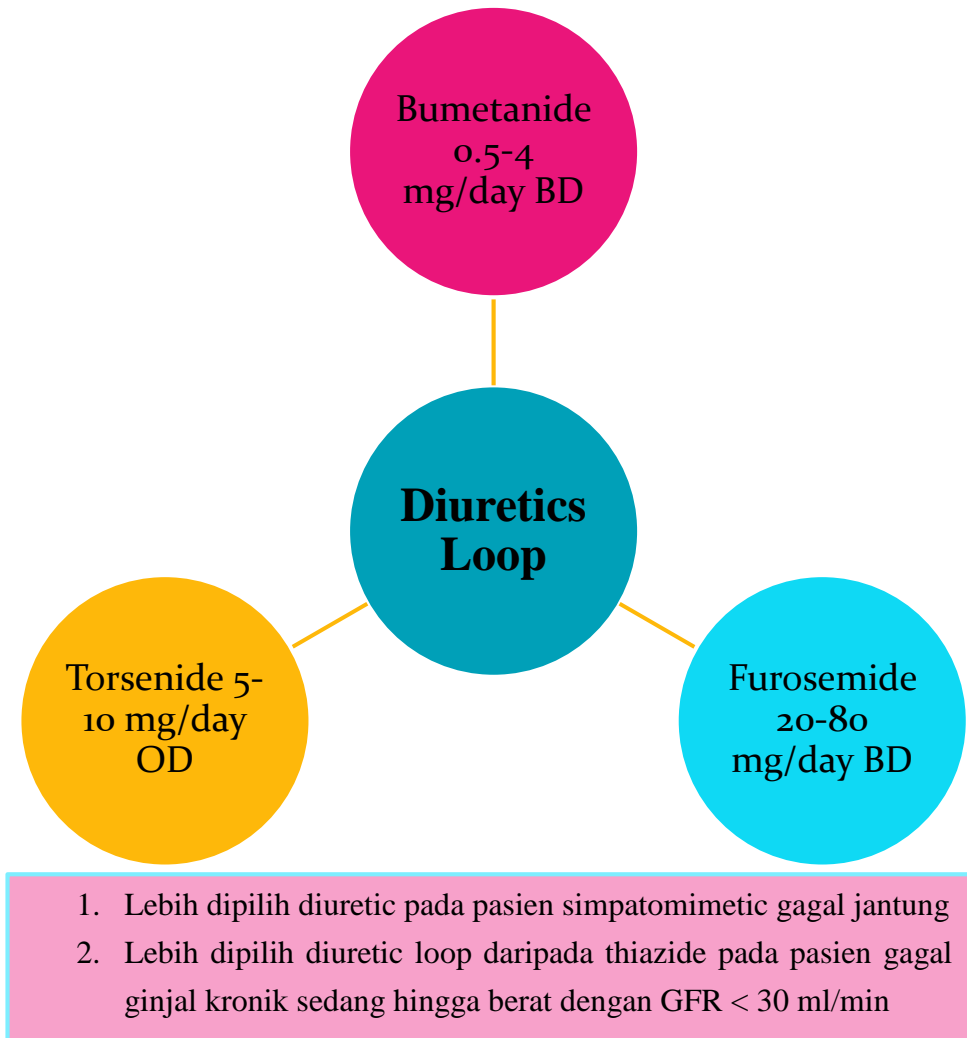 Bumetanide
0.5-4
mg/day BD
Diuretics
Loop
Torsenide 5-
10 mg/day
OD
Furosemide
20-80
mg/day BD
1. Lebih dipilih diuretic pada pasien simpatomimetic gagal jantung
2. Lebih dipilih diuretic loop daripada thiazide pada pasien gagal
ginjal kronik sedang hingga berat dengan GFR < 30 ml/min